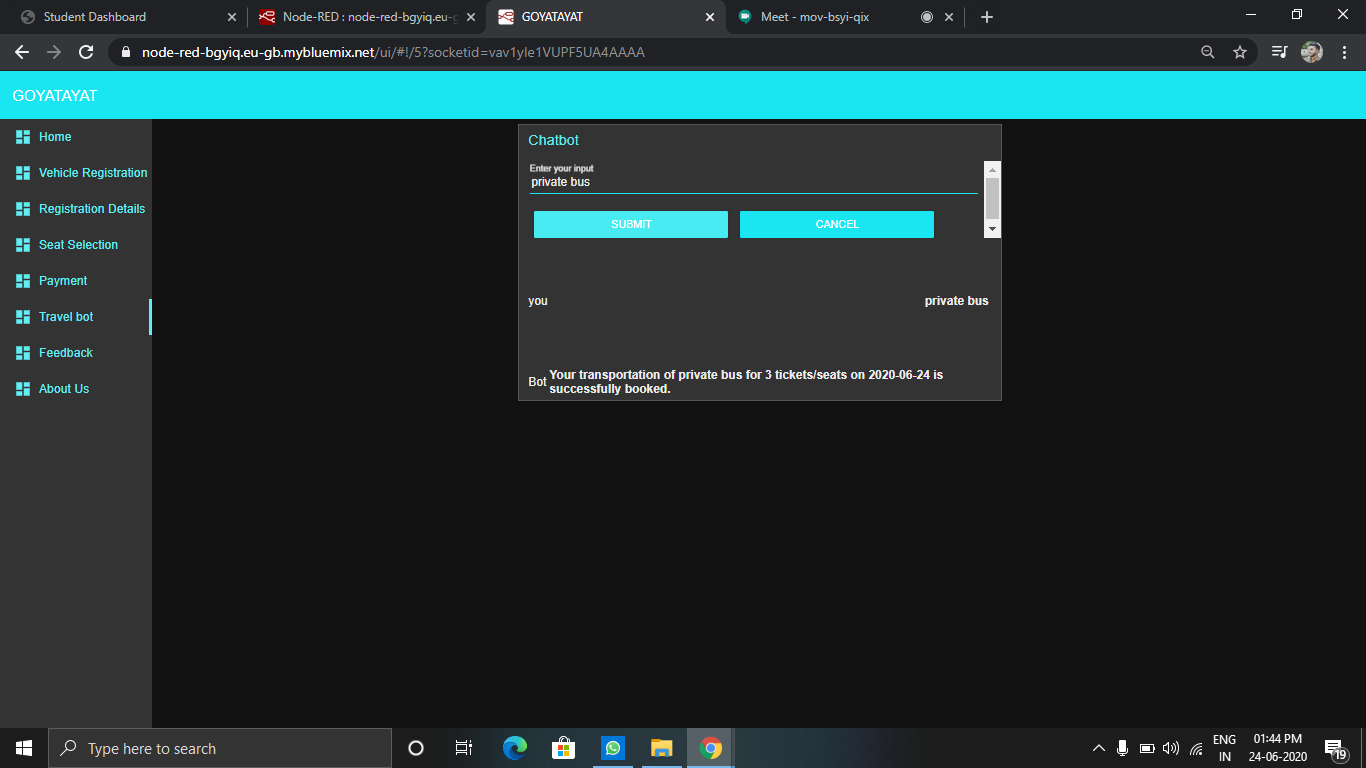 Student Dashboard
Node-RED : node-red-bgyiq.eu-g
GOYATAYAT
Meet - mov-bsyi-qix
node-red-bgyiq.eu-gb.mybluemix.net/ui/#!/5?socketid=vav1yIe1VUPF5UA4AAAA
GOYATAYAT
Home
Vehicle Registration
Registration Details
Seat Selection
Payment
Travel bot
Feedback
About Us
Chatbot
Enter your input
private bus
SUBMIT
CANCEL
you
private bus
Bot
Your transportation of private bus for 3 tickets/seats on 2020-06-24 is
successfully booked.
Type here to search
ENG
IN
01:44 PM
24-06-2020
19